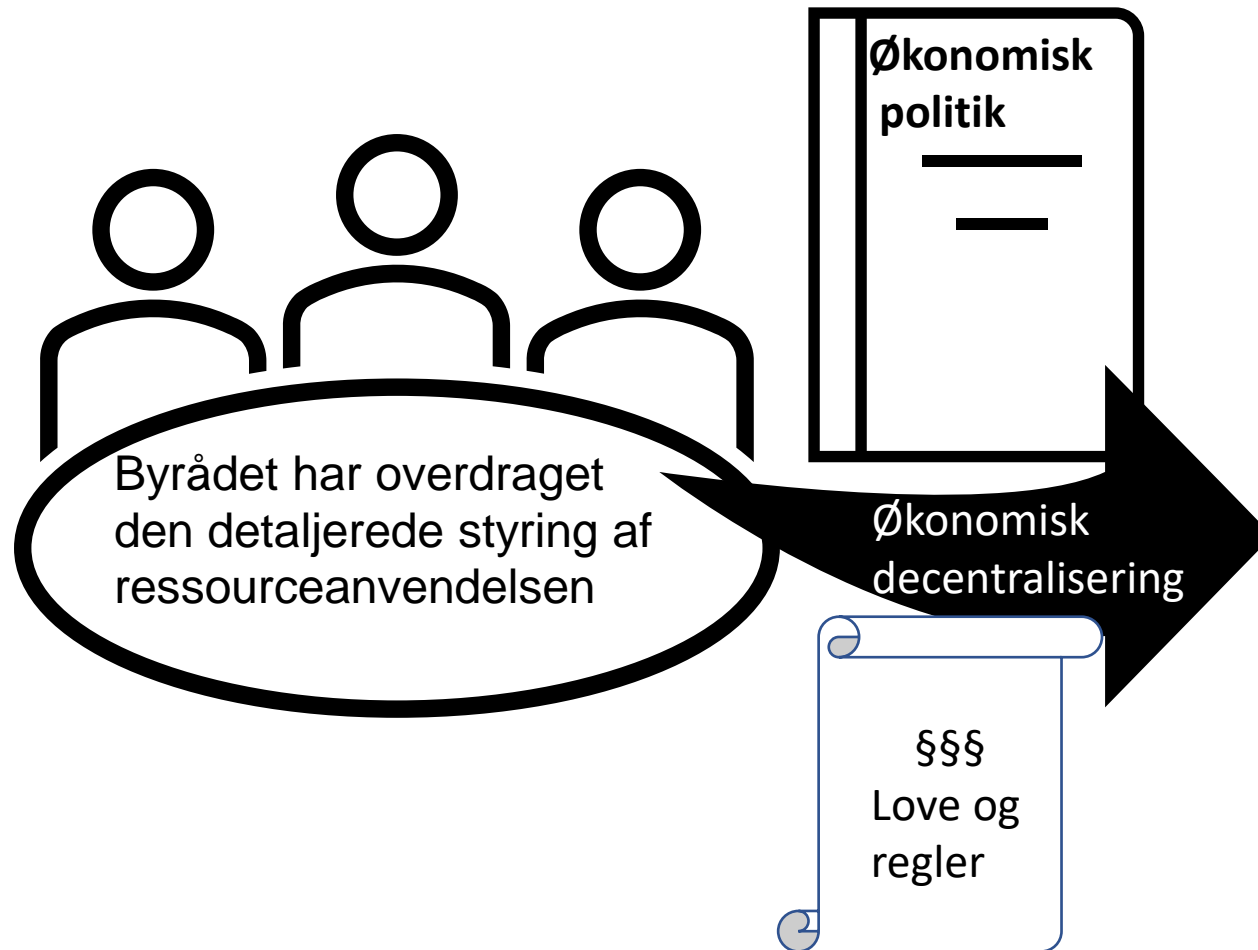 Økonomisk
politik
Byrådet har overdraget
den detaljerede styring af
ressourceanvendelsen
Økonomisk
decentralisering
§§§
Love og
regler